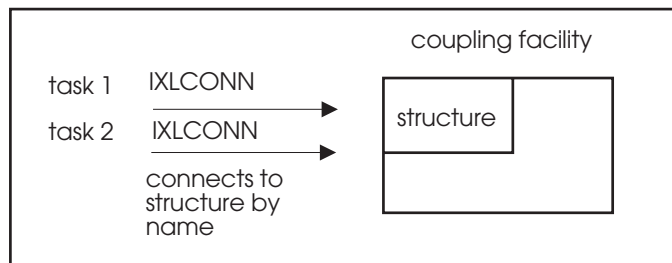 coupling facility
task 1 IXLCONN
task 2 IXLCONN
structure
connects to
structure by
name